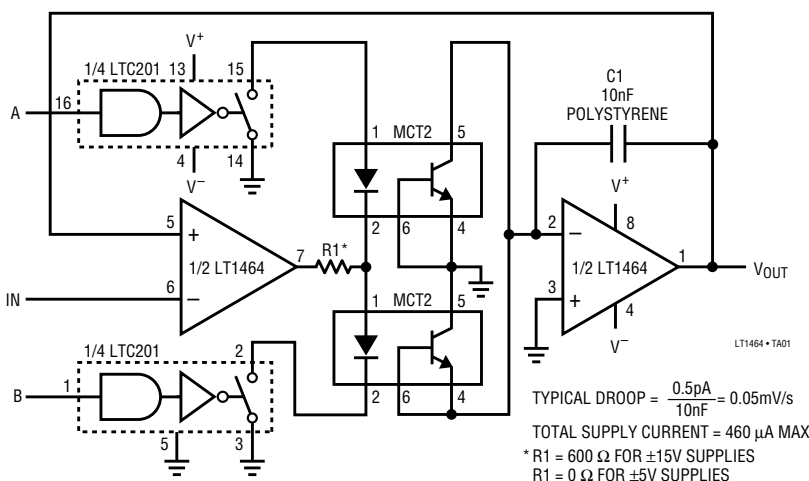 1/4 LTC201
V+
13
15
A
16
4
V−
14
1
MCT2
5
2
6
4
C1
10nF
POLYSTYRENE
5
+
1/2 LT1464
7
R1*
IN
6
−
V+
2
−
8
1/2 LT1464
1
VOUT
3
+
4
V−
1
MCT2
5
2
6
4
1/4 LTC201
2
B
1
5
3
LT1464 • TA01
TYPICAL DROOP = 0.5pA / 10nF = 0.05mV/s
TOTAL SUPPLY CURRENT = 460 µA MAX
* R1 = 600 Ω FOR ±15V SUPPLIES
R1 = 0 Ω FOR ±5V SUPPLIES